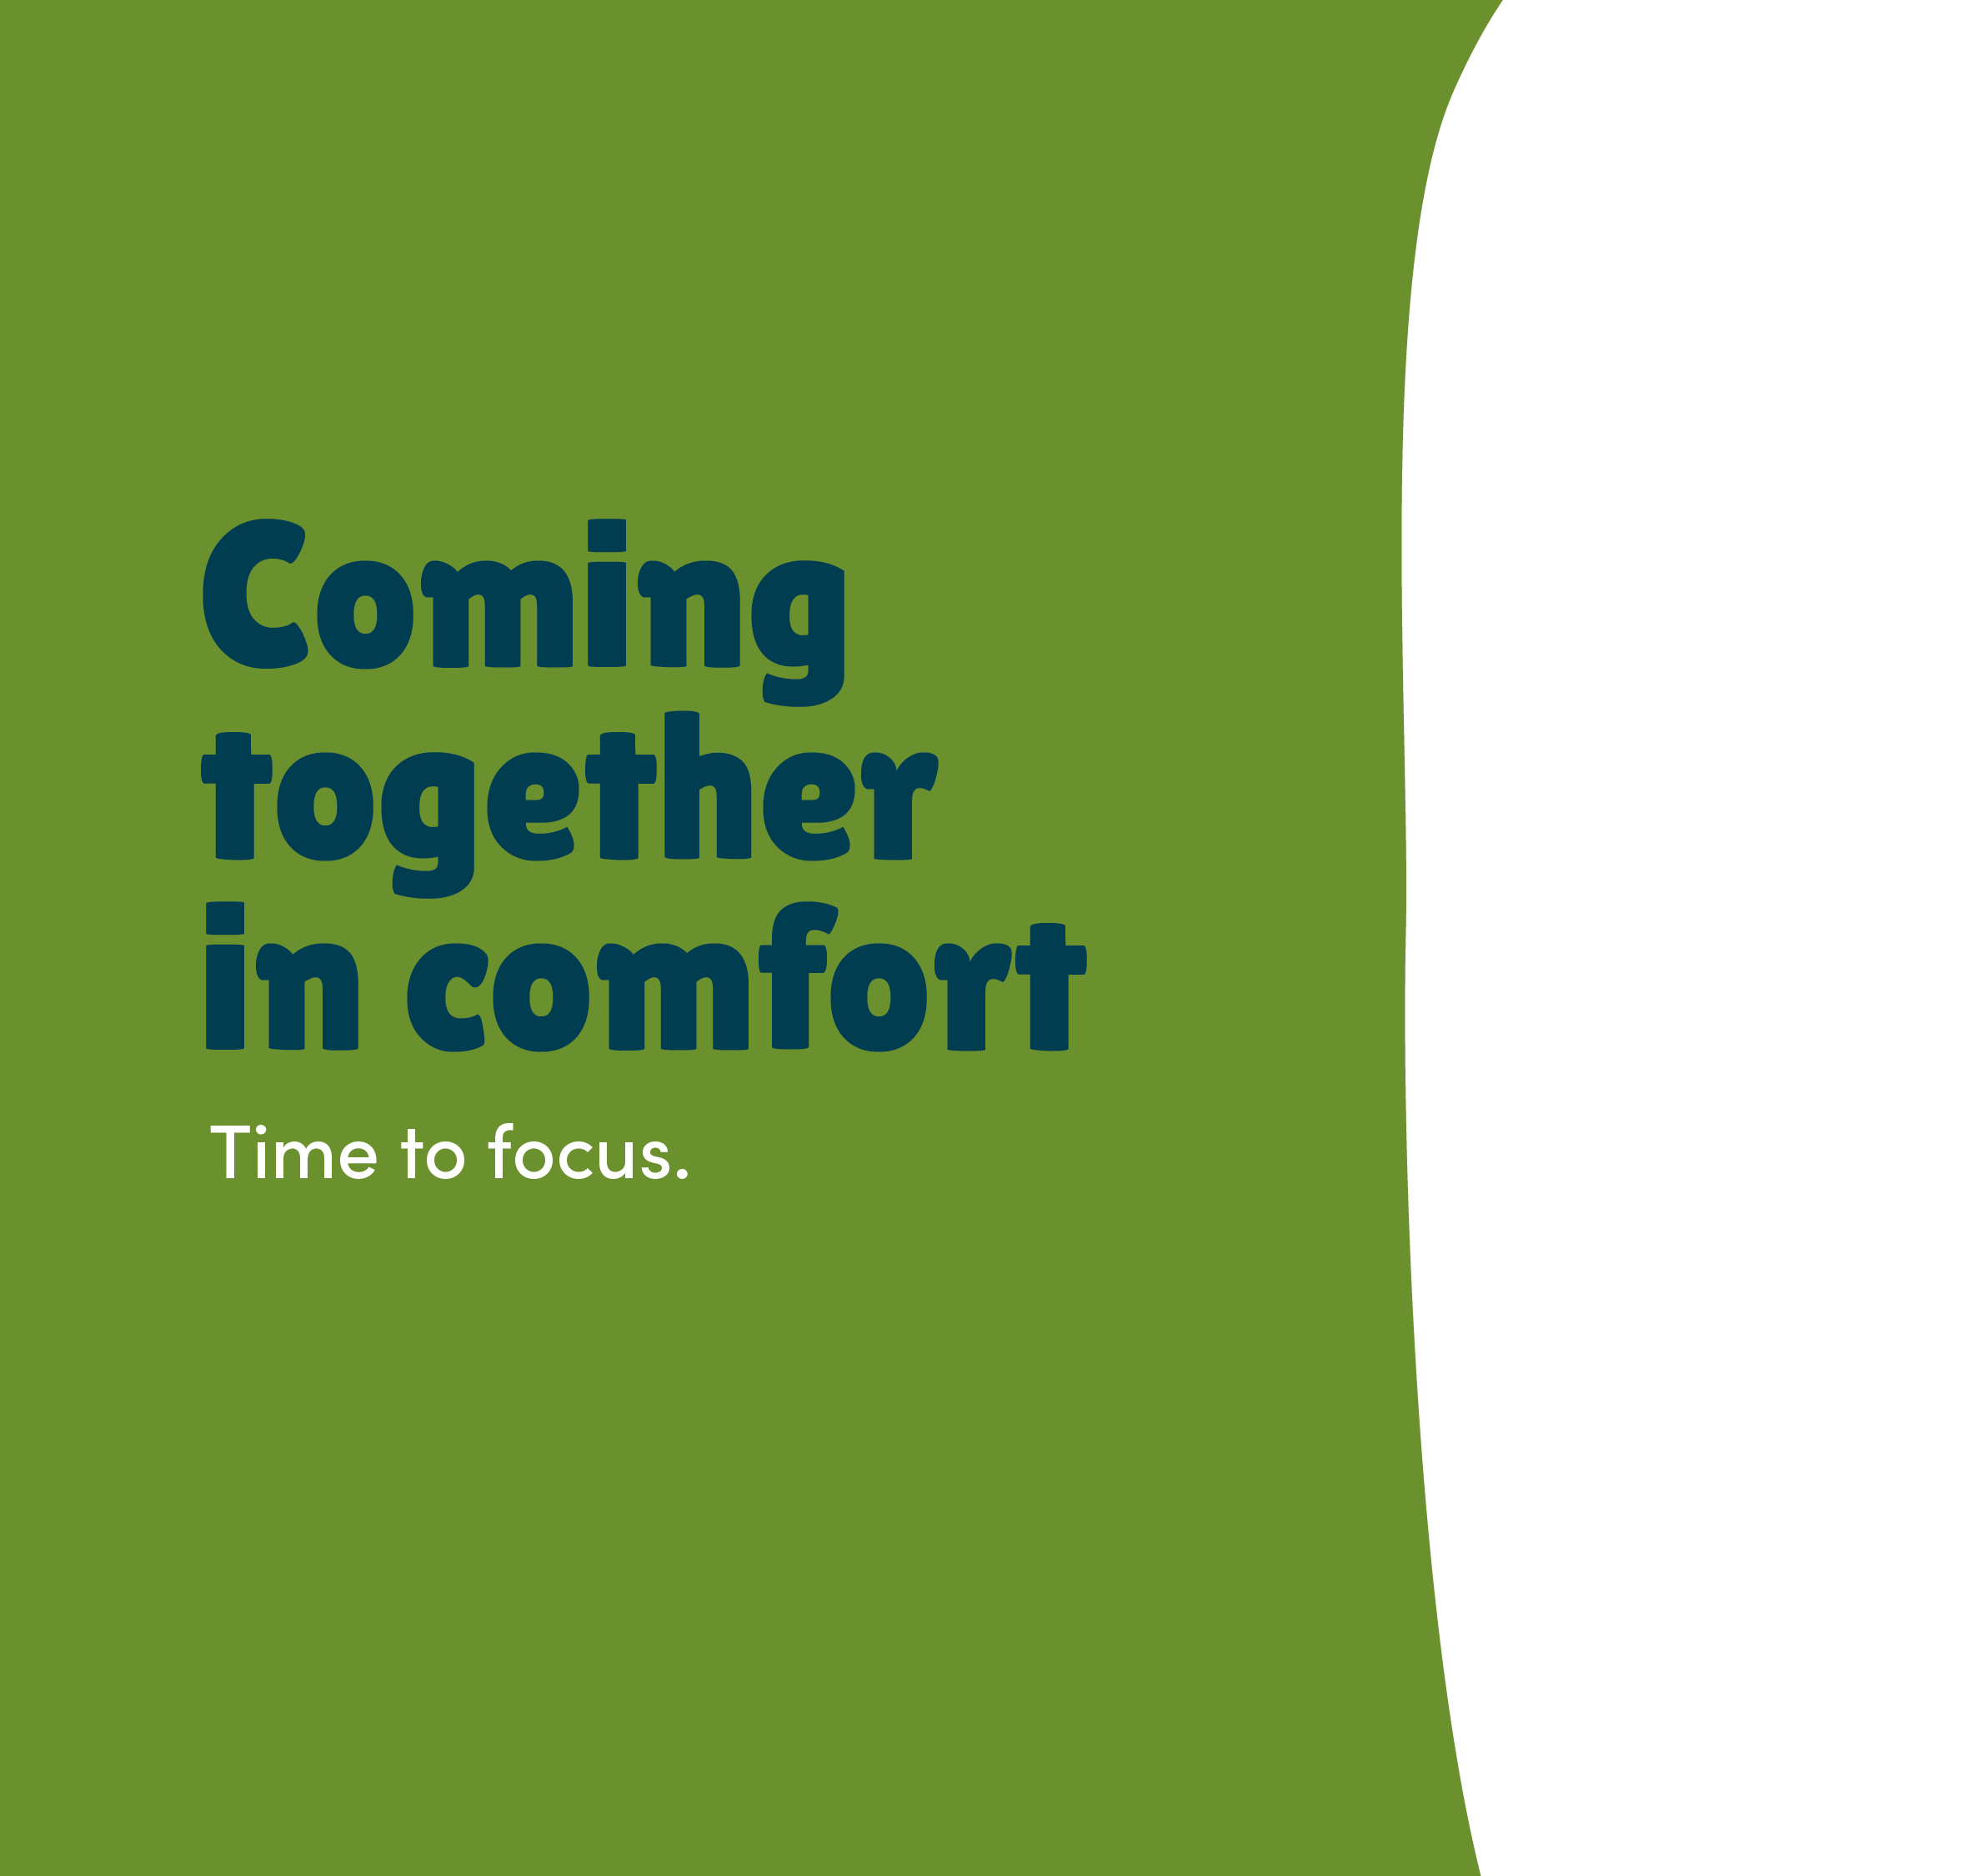 Coming
together
in comfort
Time to focus.